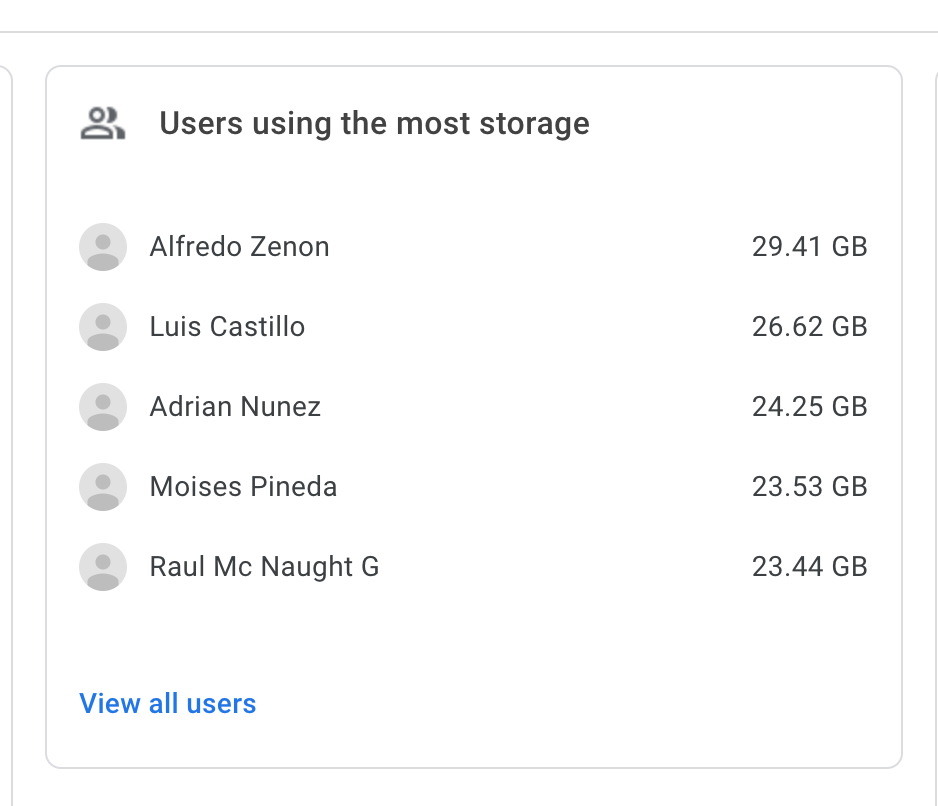 Users using the most storage
Alfredo Zenon 29.41 GB
Luis Castillo 26.62 GB
Adrian Nunez 24.25 GB
Moises Pineda 23.53 GB
Raul Mc Naught G 23.44 GB
View all users